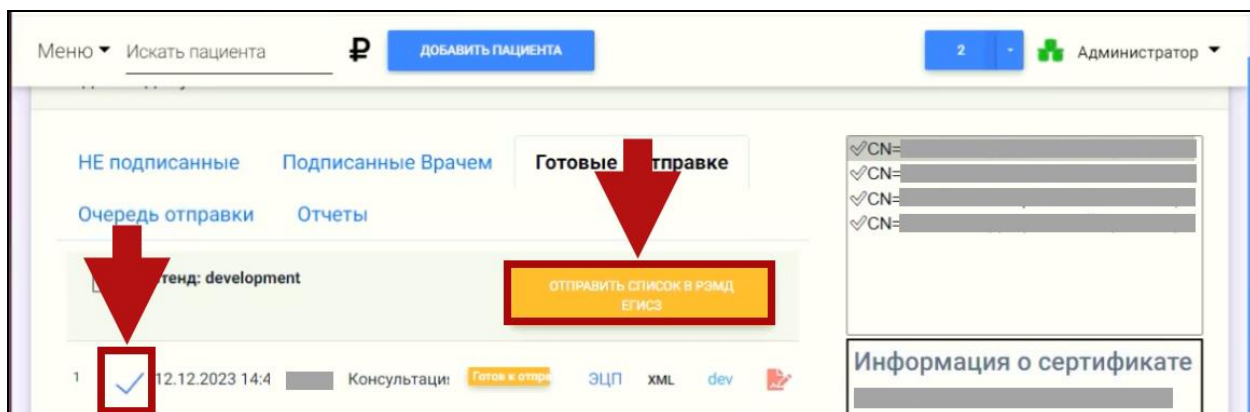 Меню Искать пациента ₽ ДОБАВИТЬ ПАЦИЕНТА 2 Администратор
НЕ подписанные Подписанные Врачем Готовые тправке
Очередь отправки Отчеты
тенд: development
ОТПРАВИТЬ СПИСОК В РЭМД
ЕГИСЗ
1 12.12.2023 14:4 Консультаци Готов к отпра ЭЦП XML dev
CN=
CN=
CN=
CN=
Информация о сертификате